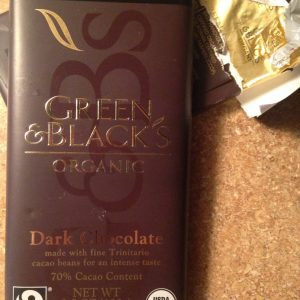 GREEN
&BLACK'S
ORGANIC
Dark Chocolate
made with fine Trinitario
cacao beans for an intense taste
70% Cacao Content
NET WT
USDA